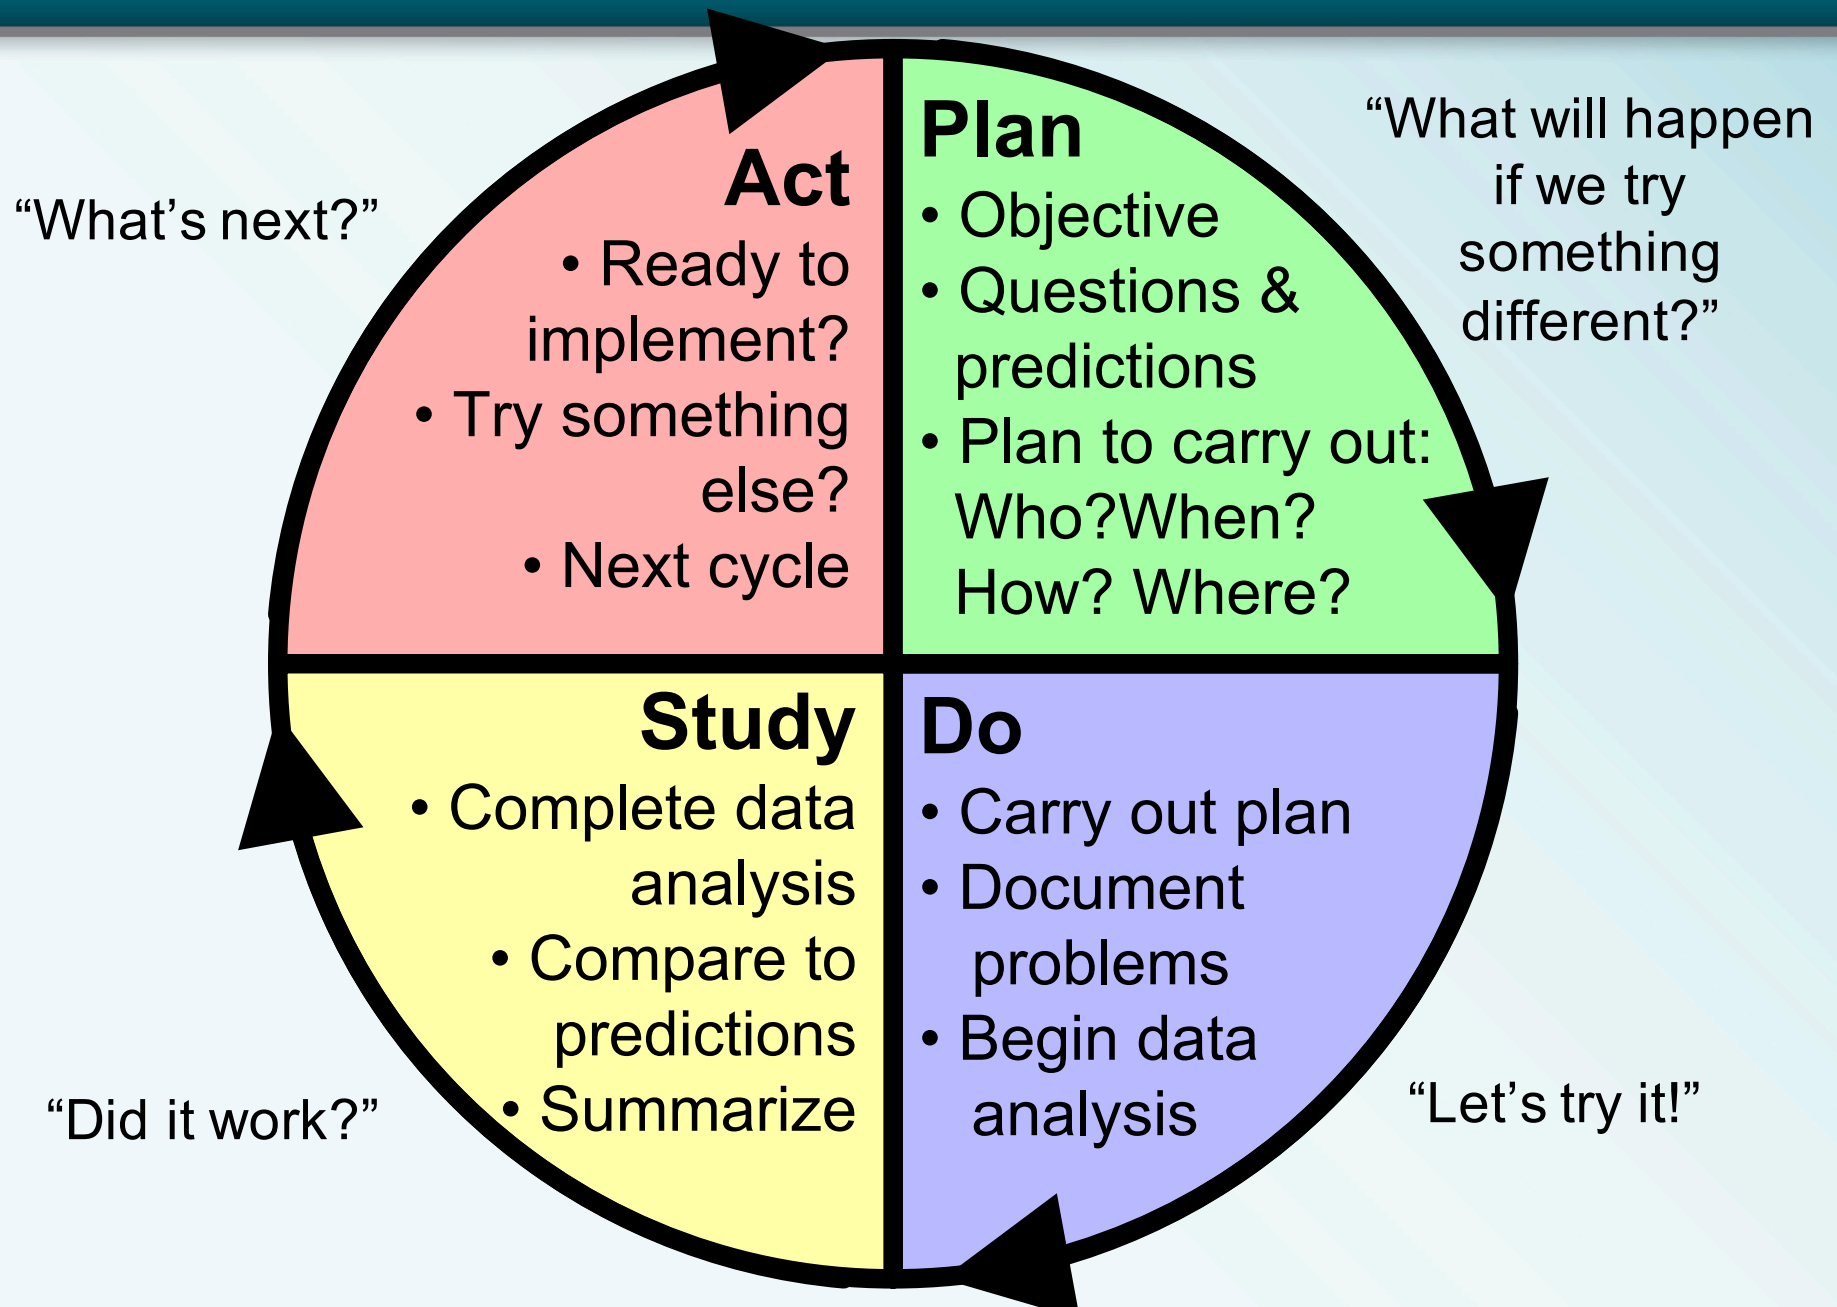 Plan
• Objective
• Questions &
predictions
• Plan to carry out:
Who?When?
How? Where?
“What will happen
if we try
something
different?”
Do
• Carry out plan
• Document
problems
• Begin data
analysis
“Let’s try it!”
Study
• Complete data
analysis
• Compare to
predictions
• Summarize
“Did it work?”
Act
• Ready to
implement?
• Try something
else?
• Next cycle
“What’s next?”